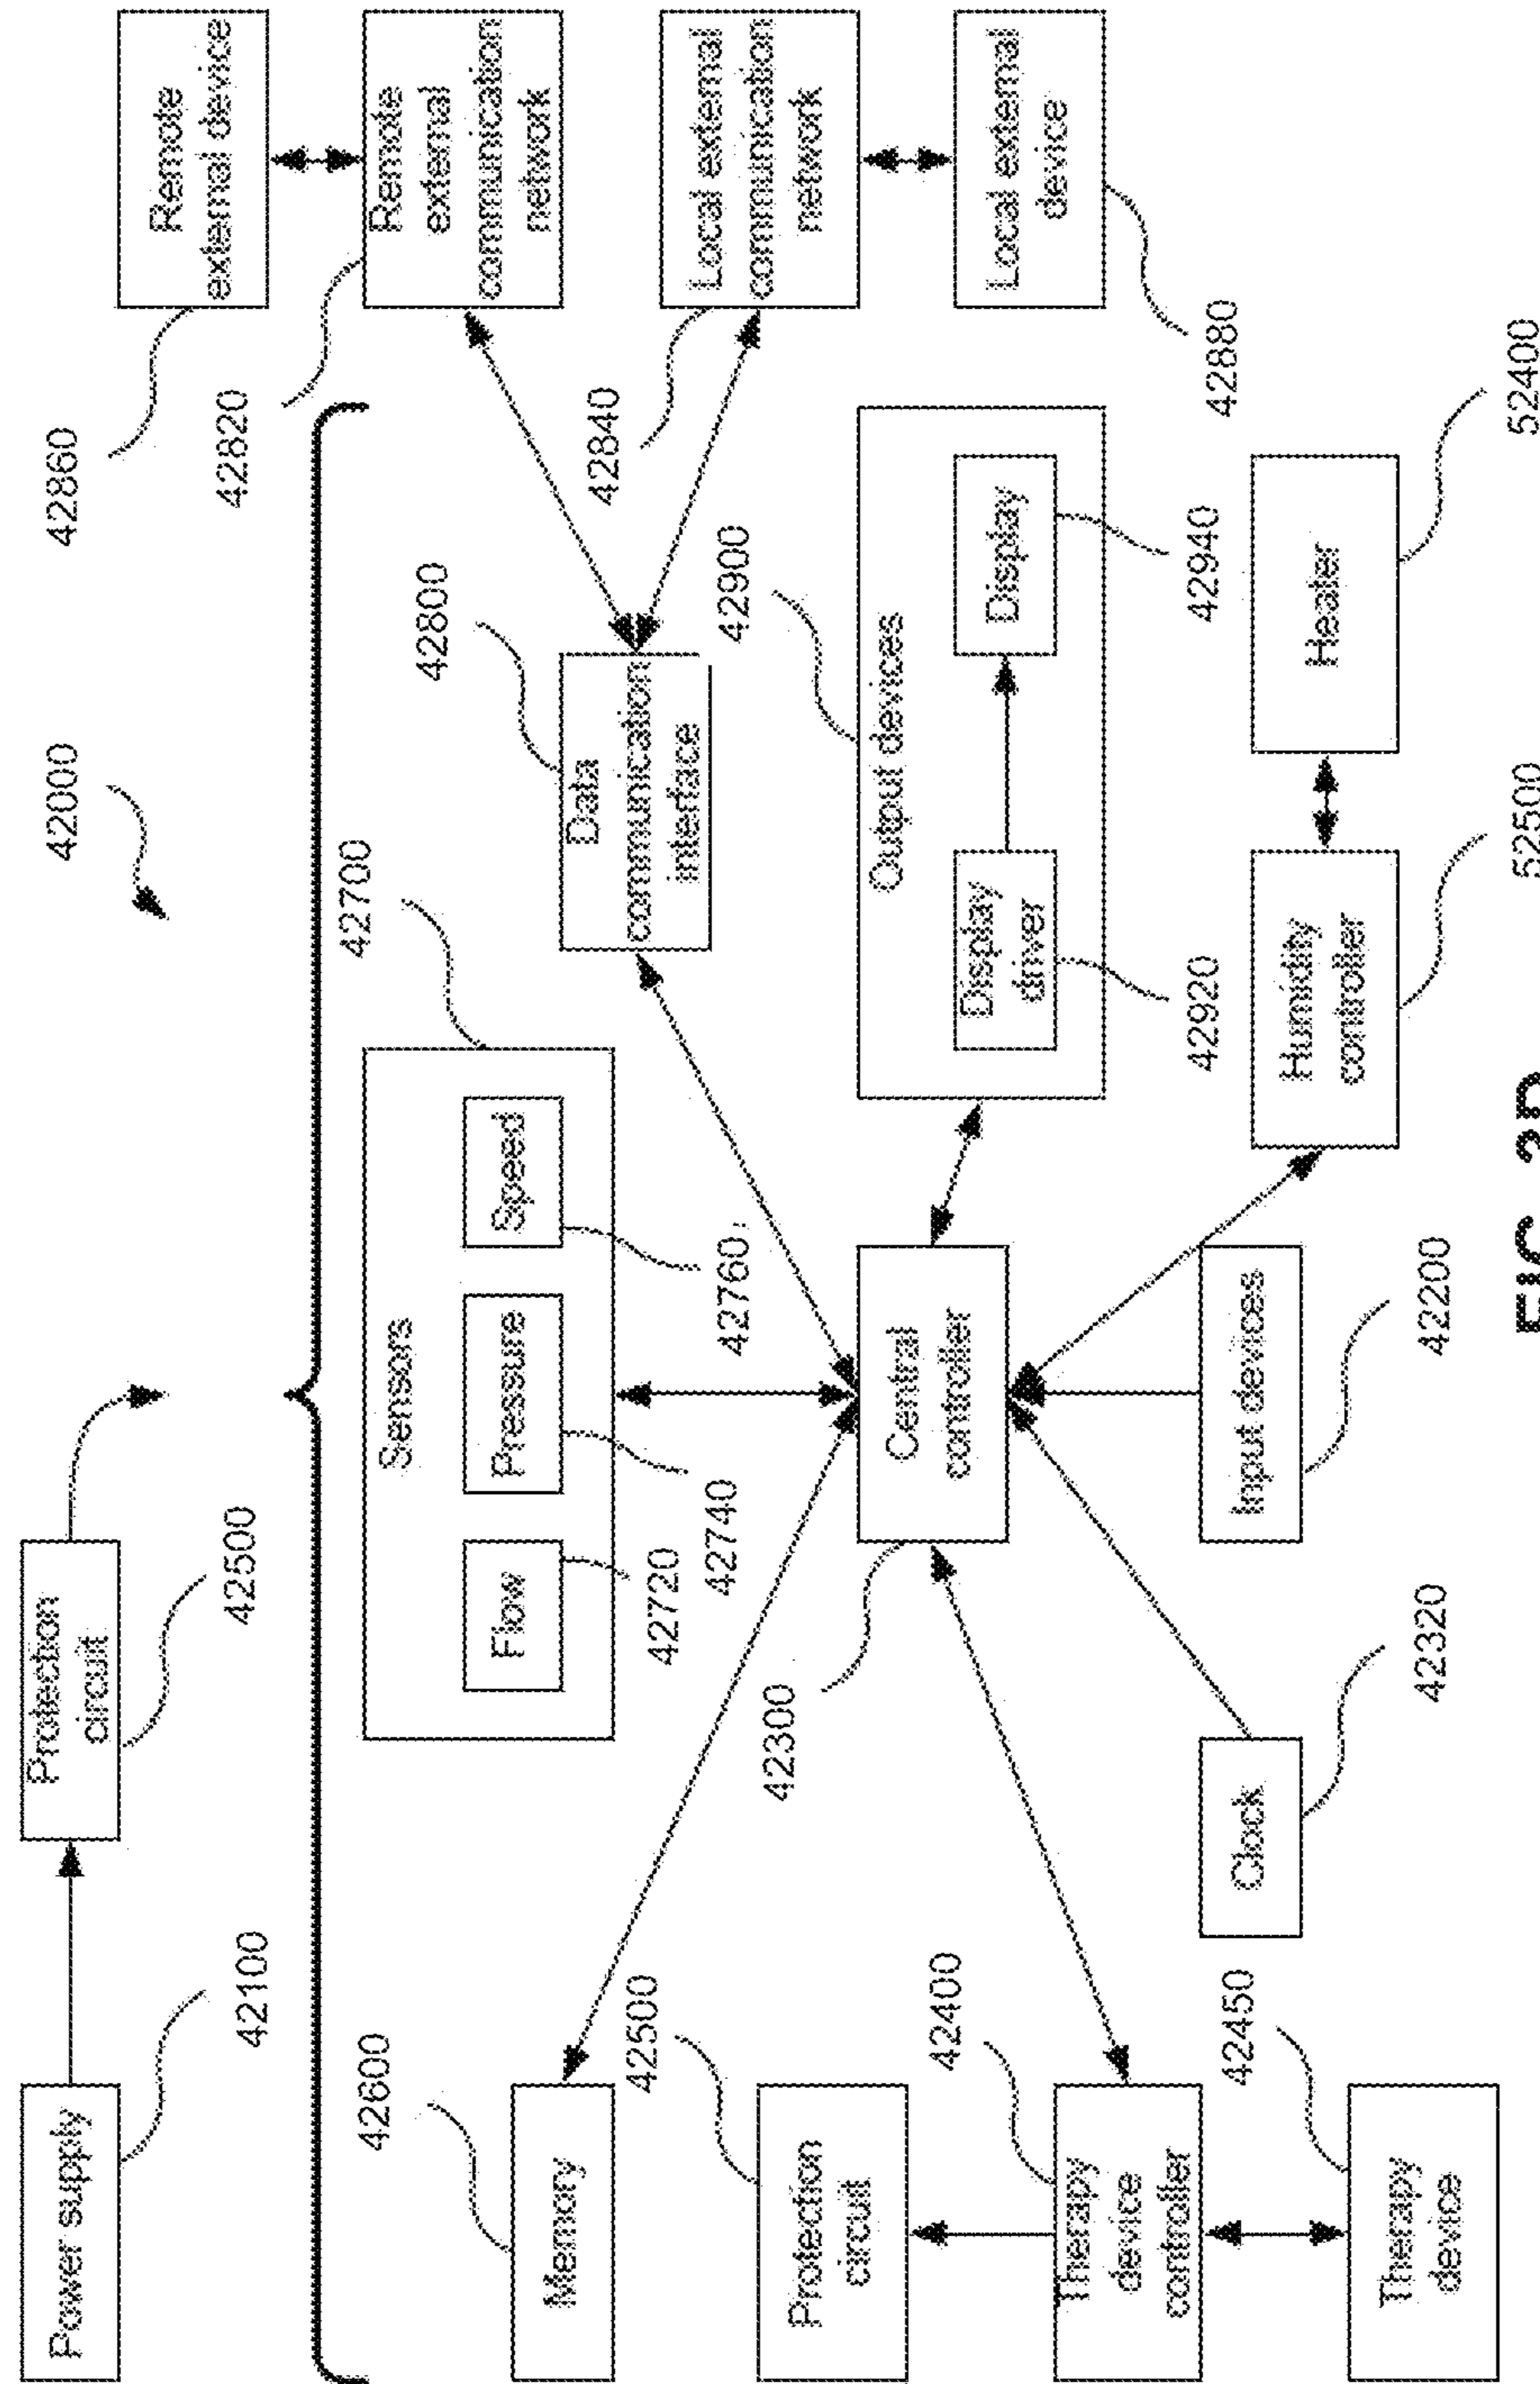 42000
Power supply
42100
Protection
circuit
42500
42860
Remote
external device
42820
Remote
external
communication
network
42840
Local external
communication
network
Local external
device
42880
Memory
42600
Sensors
42700
Flow
42720
Pressure
42740
Speed
42760
Data
communication
interface
42800
Protection
circuit
42500
Central
controller
42300
Output devices
42900
Display
driver
42920
Display
42940
Therapy
device
controller
42400
Therapy
device
42450
Clock
42320
Input devices
42200
Humidity
controller
52500
Heater
52400